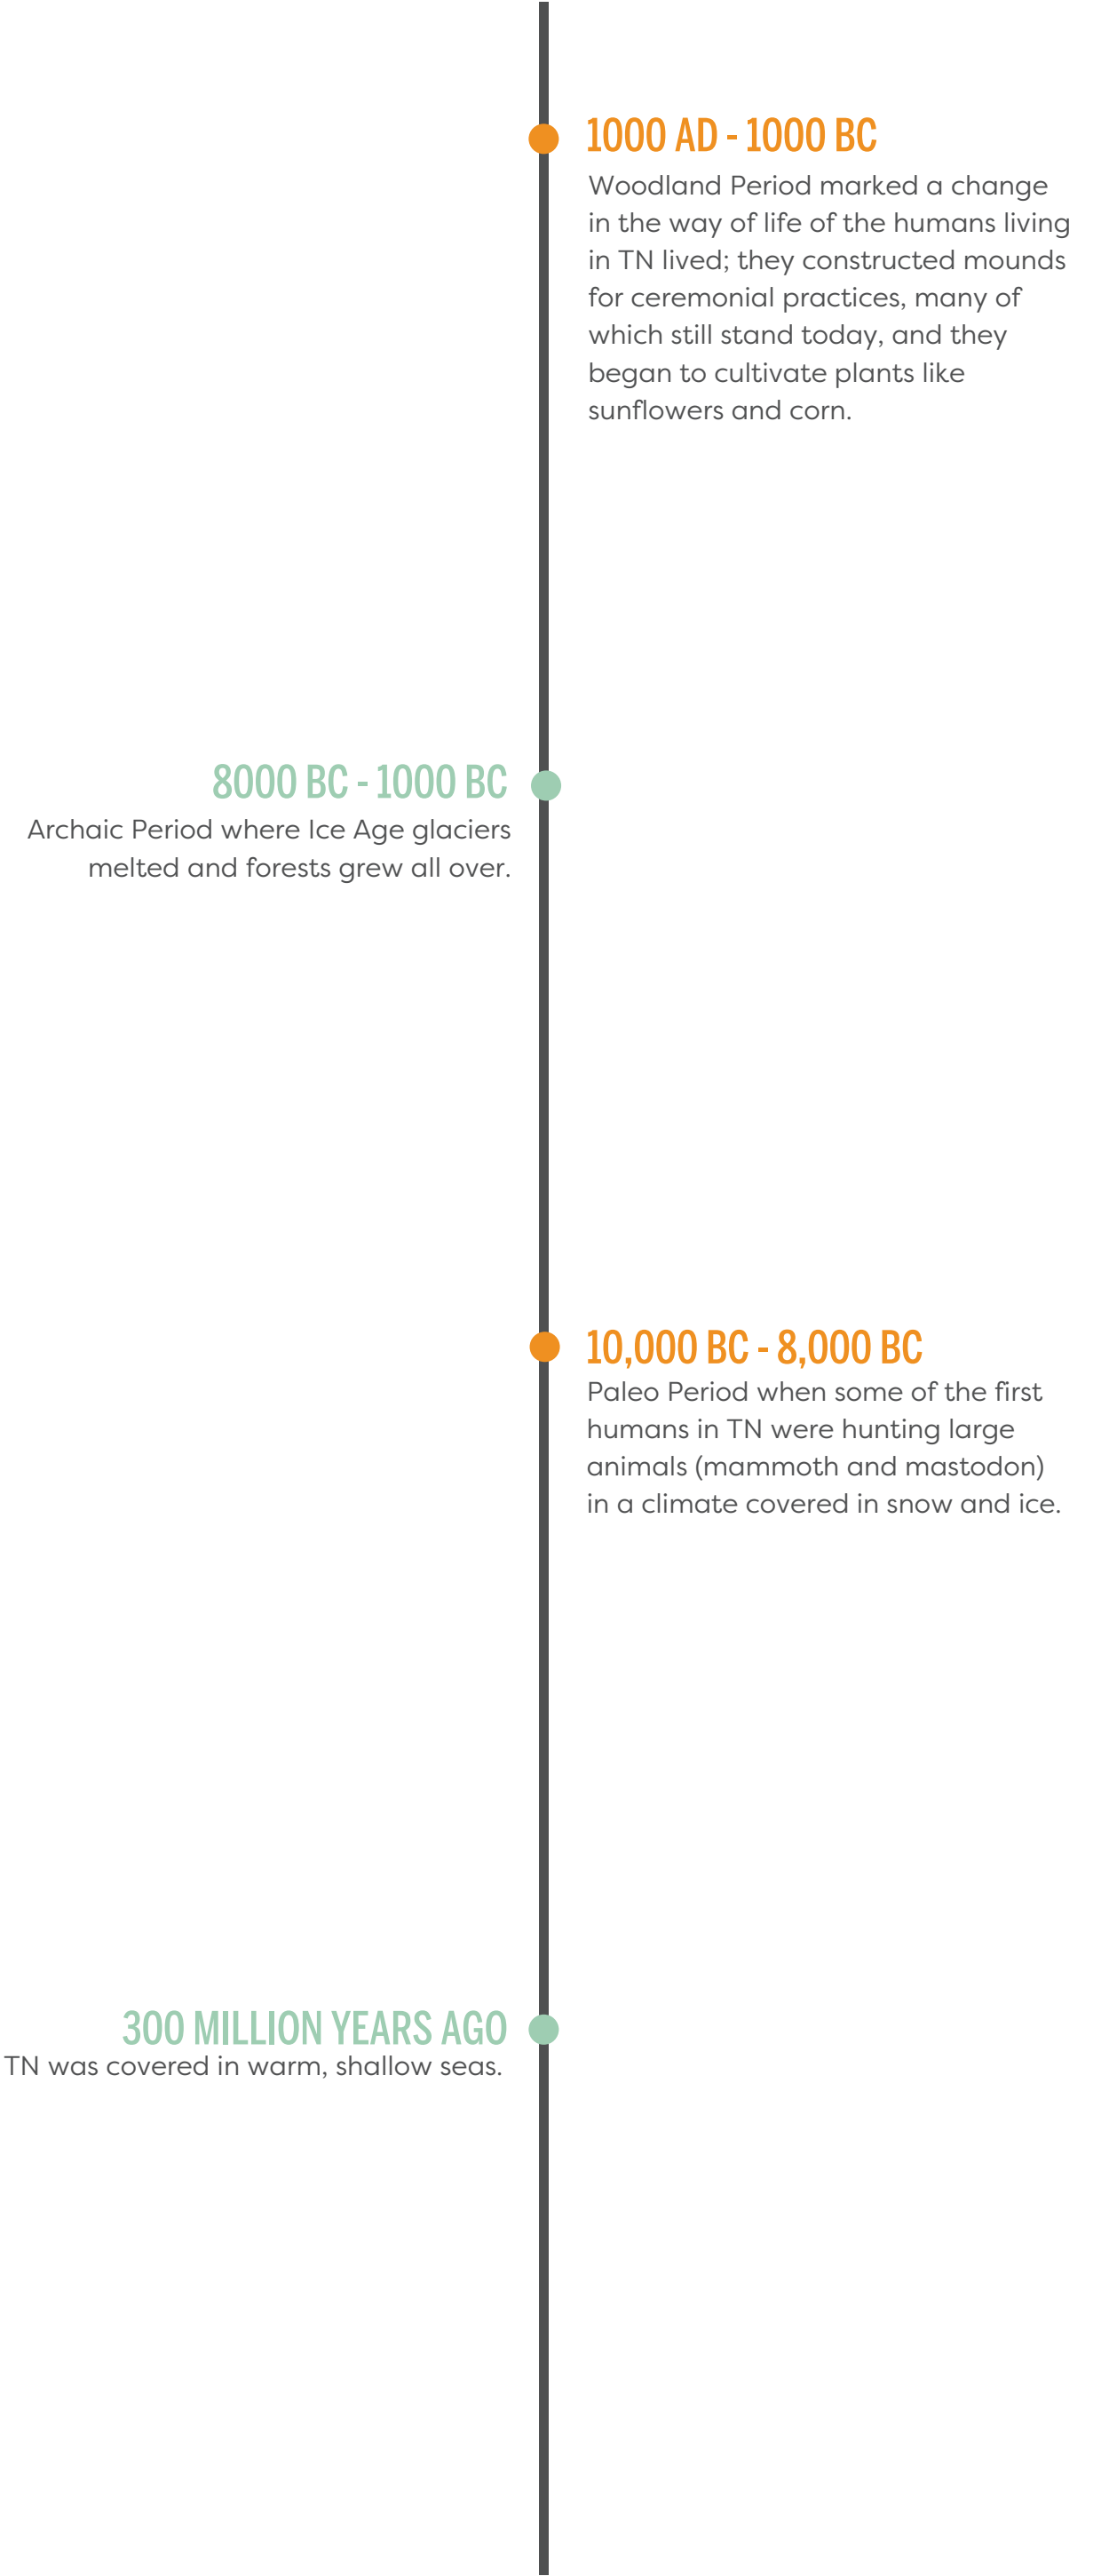 1000 AD - 1000 BC
Woodland Period marked a change
in the way of life of the humans living
in TN lived; they constructed mounds
for ceremonial practices, many of
which still stand today, and they
began to cultivate plants like
sunflowers and corn.
8000 BC - 1000 BC
Archaic Period where Ice Age glaciers
melted and forests grew all over.
10,000 BC - 8,000 BC
Paleo Period when some of the first
humans in TN were hunting large
animals (mammoth and mastodon)
in a climate covered in snow and ice.
300 MILLION YEARS AGO
TN was covered in warm, shallow seas.